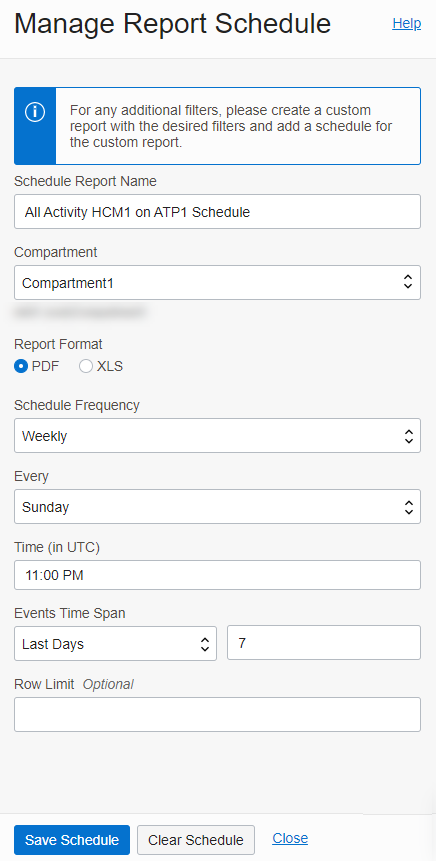 Manage Report Schedule
Help
For any additional filters, please create a custom
report with the desired filters and add a schedule for
the custom report.
Schedule Report Name
All Activity HCM1 on ATP1 Schedule
Compartment
Compartment1
Report Format
PDF XLS
Schedule Frequency
Weekly
Every
Sunday
Time (in UTC)
11:00 PM
Events Time Span
Last Days 7
Row Limit Optional
Save Schedule Clear Schedule Close